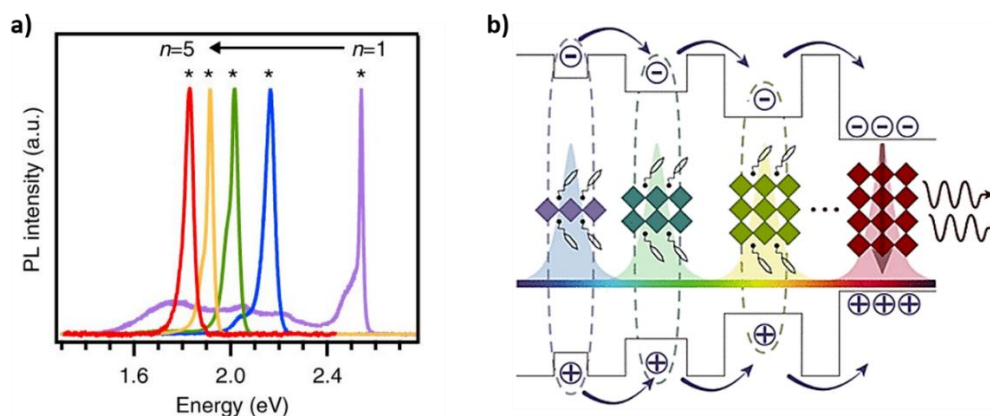 a)
n=5 n=1
* * * * *
PL intensity (a.u.)
1.6 2.0 2.4
Energy (eV)
b)
− − − − − −
...
+ + + + + +